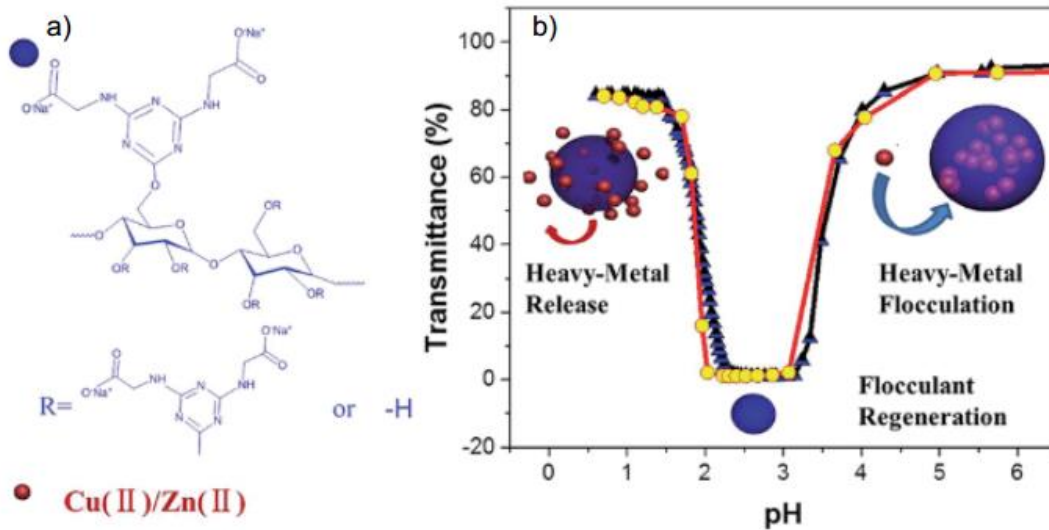 a)
O⁻Na⁺
O⁻Na⁺
O
O
NH
N
N
NH
N
O
O
O
OR
OR
O
RO
O
OR
OR
O⁻Na⁺
O⁻Na⁺
O
O
NH
N
N
NH
N
R=
or -H
Cu(Ⅱ)/Zn(Ⅱ)
b)
Transmittance (%)
100
80
60
40
20
0
-20
0 1 2 3 4 5 6
pH
Heavy-Metal
Release
Heavy-Metal
Flocculation
Flocculant
Regeneration